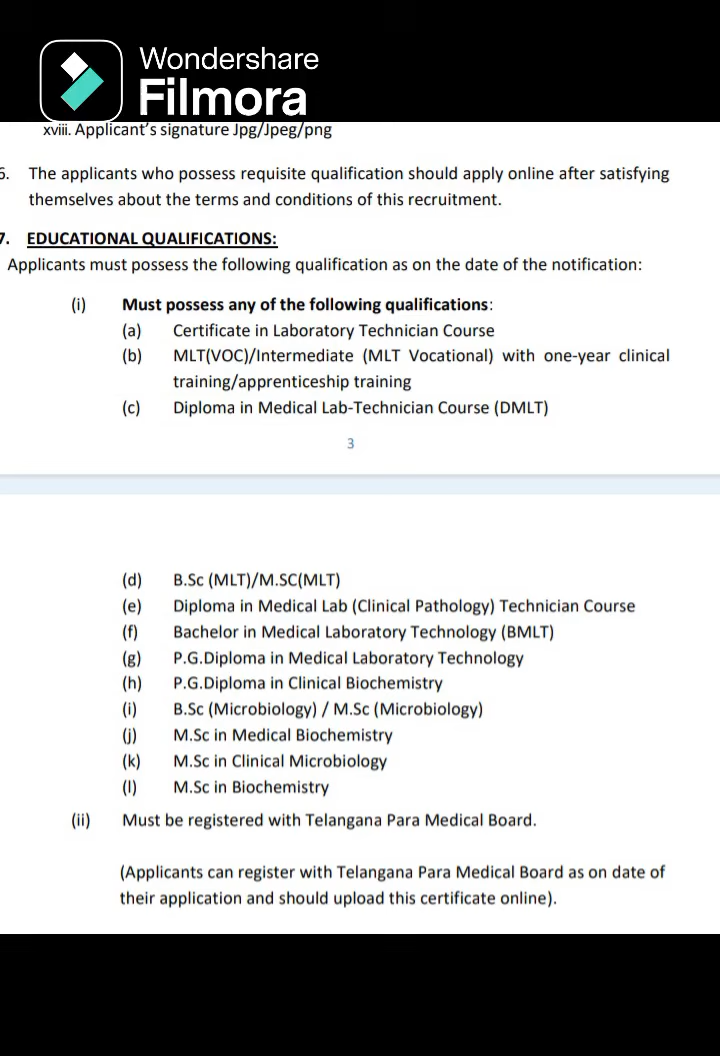 Wondershare
Filmora
xviii. Applicant's signature Jpg/Jpeg/png
6. The applicants who possess requisite qualification should apply online after satisfying
themselves about the terms and conditions of this recruitment.
7. EDUCATIONAL QUALIFICATIONS:
Applicants must possess the following qualification as on the date of the notification:
(i) Must possess any of the following qualifications:
(a) Certificate in Laboratory Technician Course
(b) MLT(VOC)/Intermediate (MLT Vocational) with one-year clinical
training/apprenticeship training
(c) Diploma in Medical Lab-Technician Course (DMLT)
3
(d) B.Sc (MLT)/M.SC(MLT)
(e) Diploma in Medical Lab (Clinical Pathology) Technician Course
(f) Bachelor in Medical Laboratory Technology (BMLT)
(g) P.G.Diploma in Medical Laboratory Technology
(h) P.G.Diploma in Clinical Biochemistry
(i) B.Sc (Microbiology) / M.Sc (Microbiology)
(j) M.Sc in Medical Biochemistry
(k) M.Sc in Clinical Microbiology
(l) M.Sc in Biochemistry
(ii) Must be registered with Telangana Para Medical Board.
(Applicants can register with Telangana Para Medical Board as on date of
their application and should upload this certificate online).